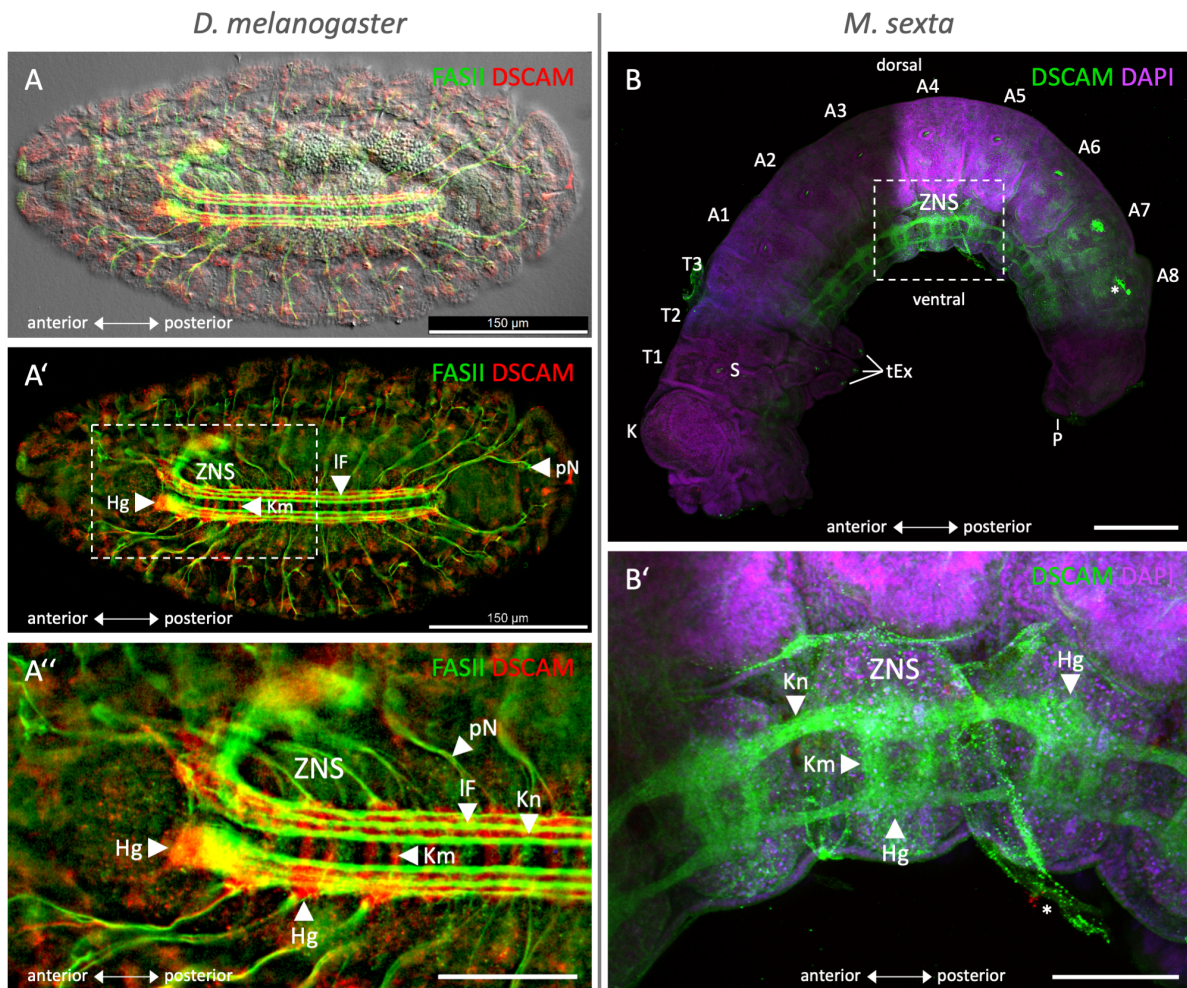 D. melanogaster
M. sexta
A
FASII DSCAM
anterior posterior
150 µm
A‘
FASII DSCAM
ZNS
lF
pN
Hg
Km
anterior posterior
150 µm
A‘‘
FASII DSCAM
pN
ZNS
lF
Kn
Hg
Km
Hg
anterior posterior
B
dorsal
DSCAM DAPI
A4
A3
A5
A2
A6
ZNS
A1
A7
T3
A8
*
ventral
T2
T1
S
tEx
K
P
anterior posterior
B‘
DSCAM DAPI
ZNS
Hg
Kn
Km
Hg
*
anterior posterior